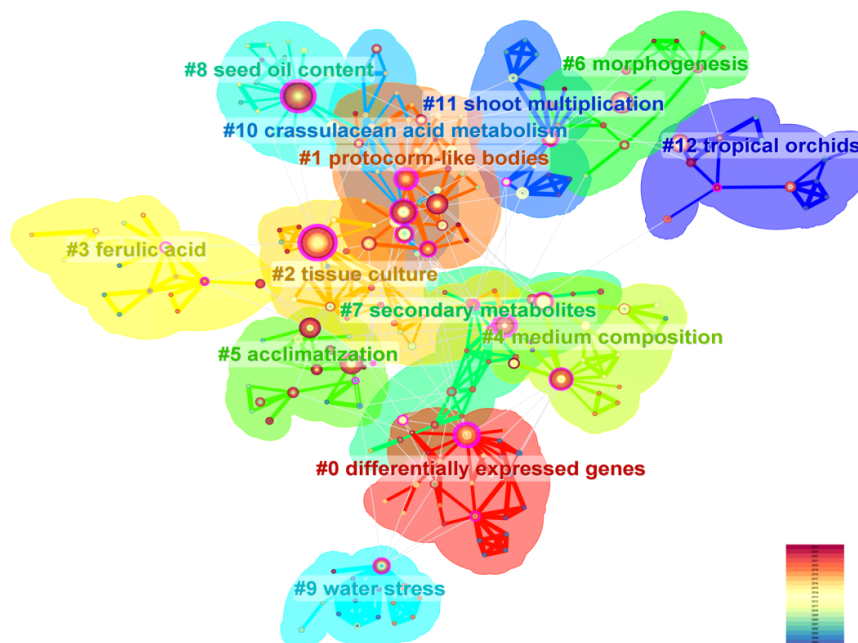 #6 morphogenesis
#8 seed oil content
#11 shoot multiplication
#10 crassulacean acid metabolism
#12 tropical orchids
#1 protocorm-like bodies
#3 ferulic acid
#2 tissue culture
#7 secondary metabolites
#4 medium composition
#5 acclimatization
#0 differentially expressed genes
#9 water stress